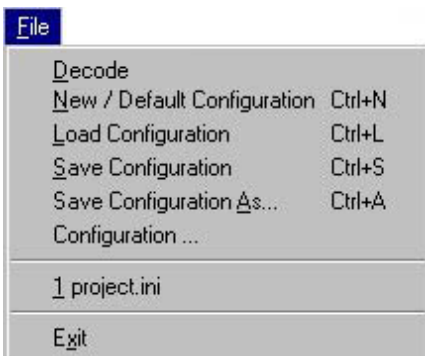 File
Decode
New / Default Configuration Ctrl+N
Load Configuration Ctrl+L
Save Configuration Ctrl+S
Save Configuration As... Ctrl+A
Configuration ...
1 project.ini
Exit